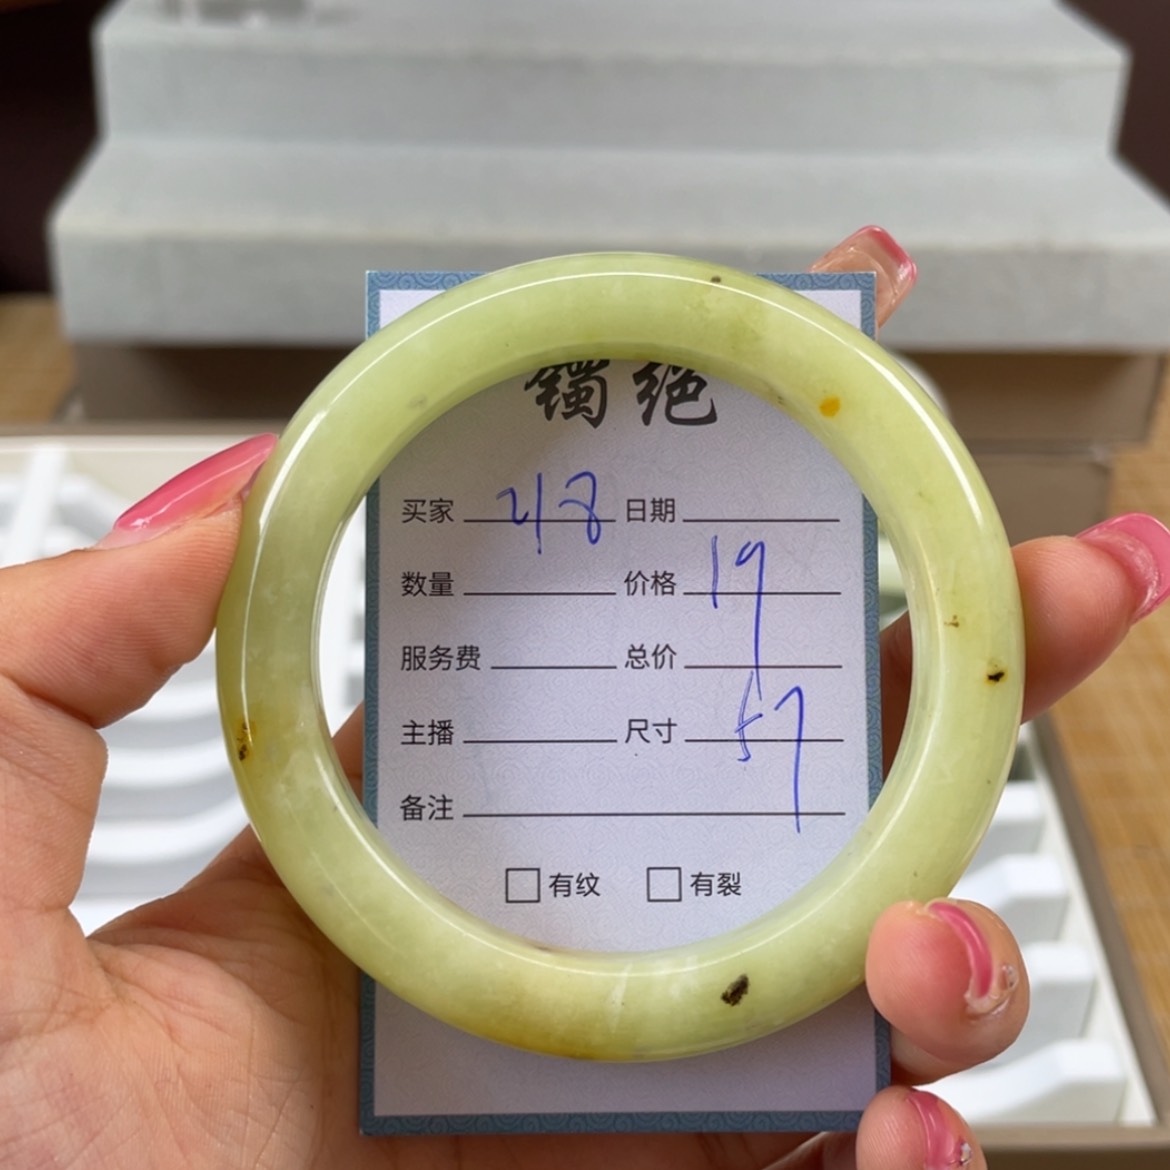 镯绝
买家 218 日期
数量 价格 19
服务费 总价
主播 尺寸 57
备注
□有纹 □有裂